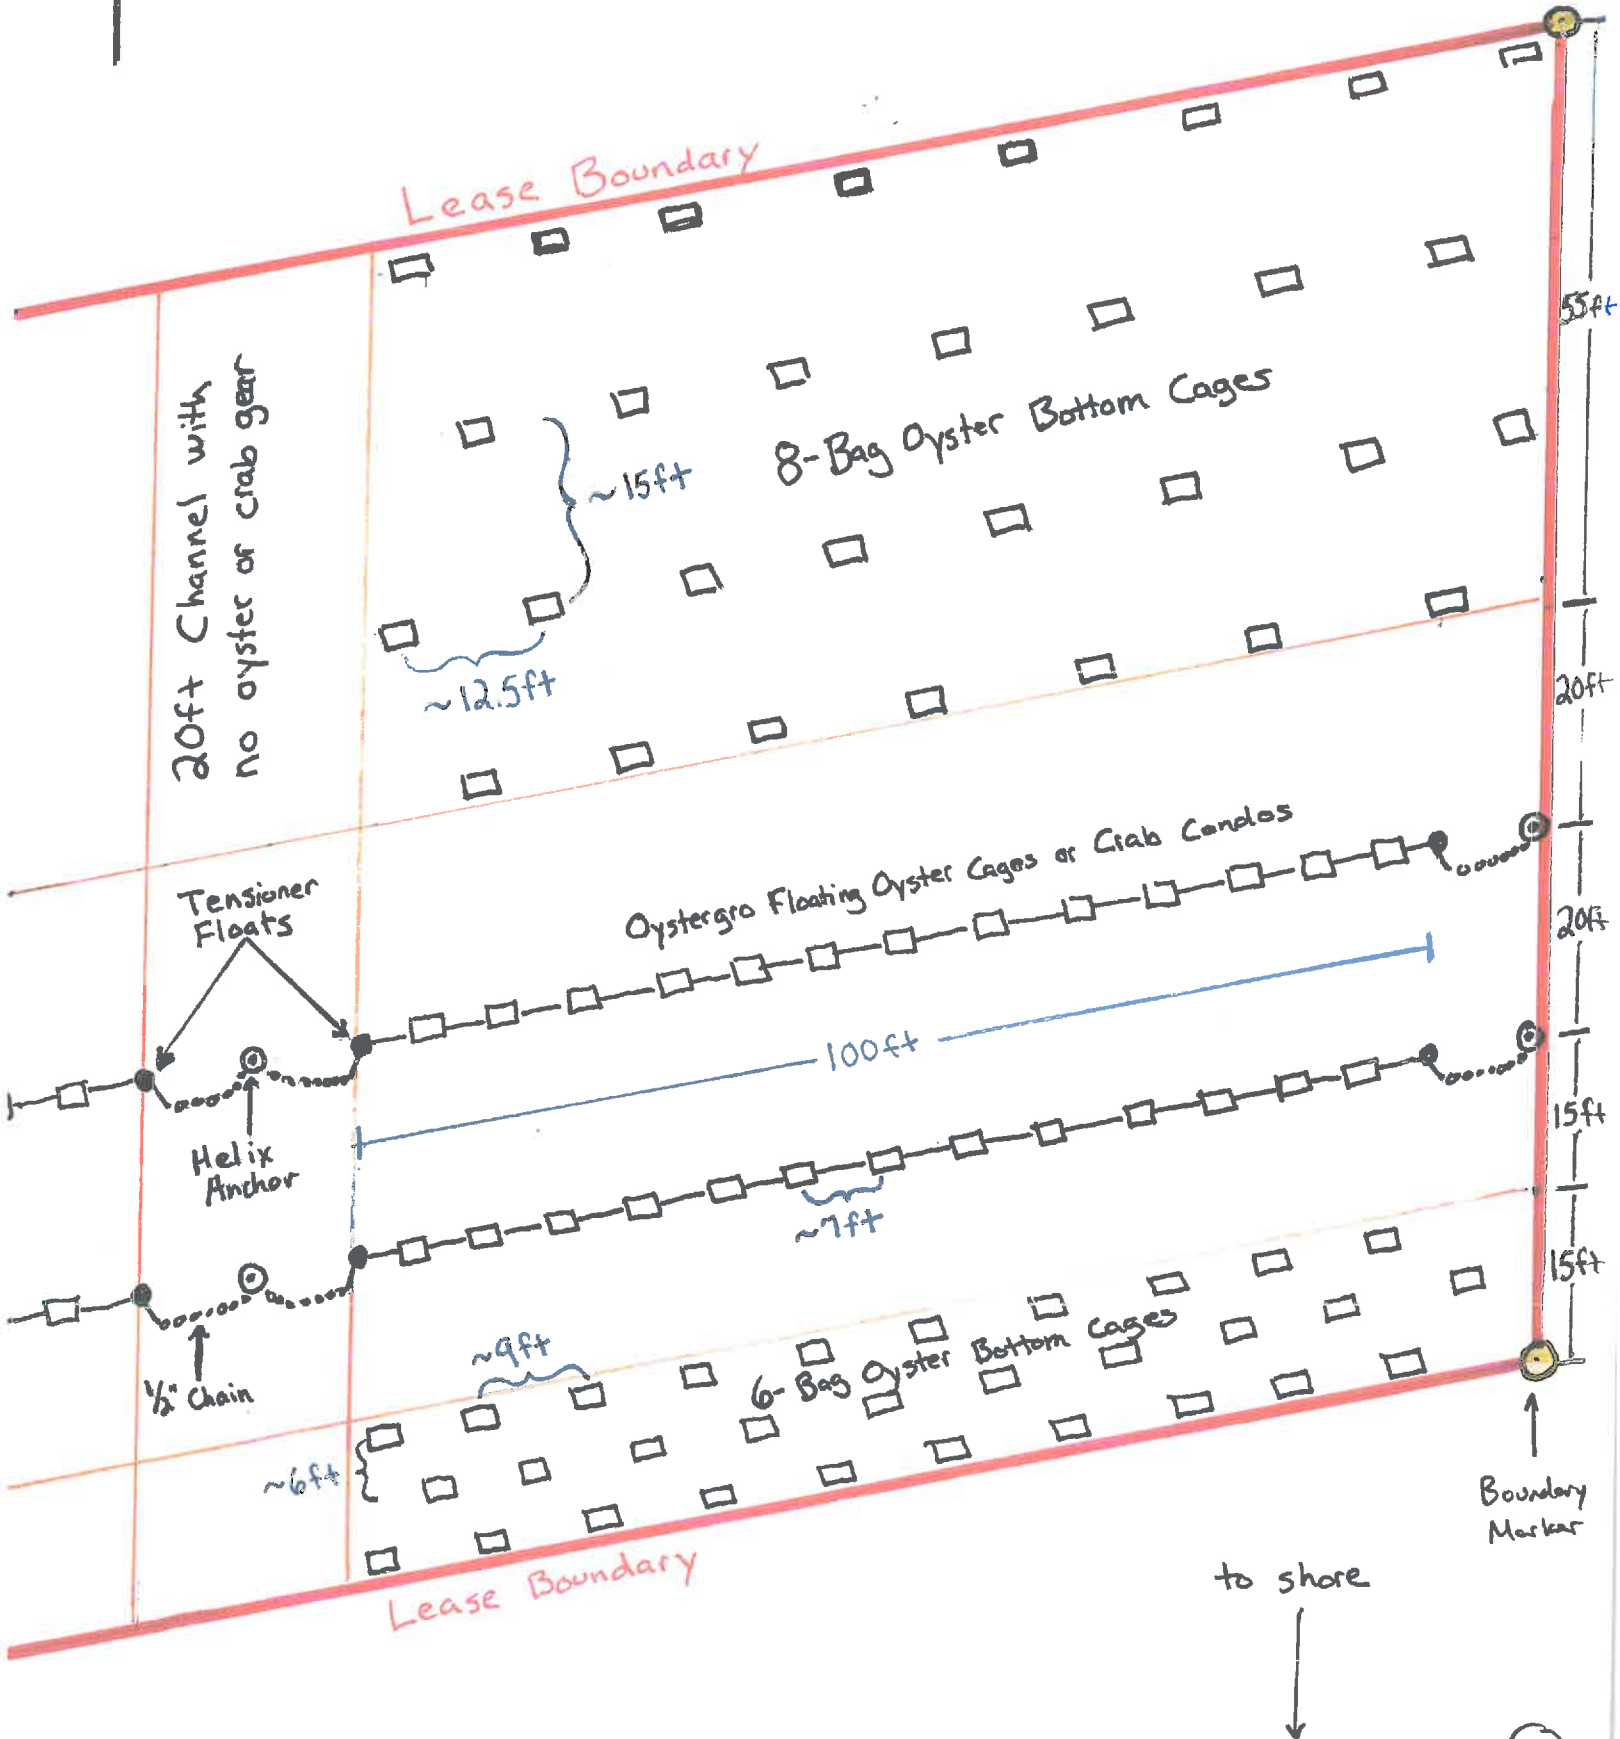 Lease Boundary
55ft
20ft Channel with
no oyster or crab gear
8-Bag Oyster Bottom Cages
~15ft
~12.5ft
20ft
Oystergro Floating Oyster Cages or Crab Condos
Tensioner
Floats
20ft
100ft
Helix
Anchor
15ft
~7ft
15ft
~9ft
6-Bag Oyster Bottom Cages
1/2" Chain
~6ft
Boundary
Marker
Lease Boundary
to shore